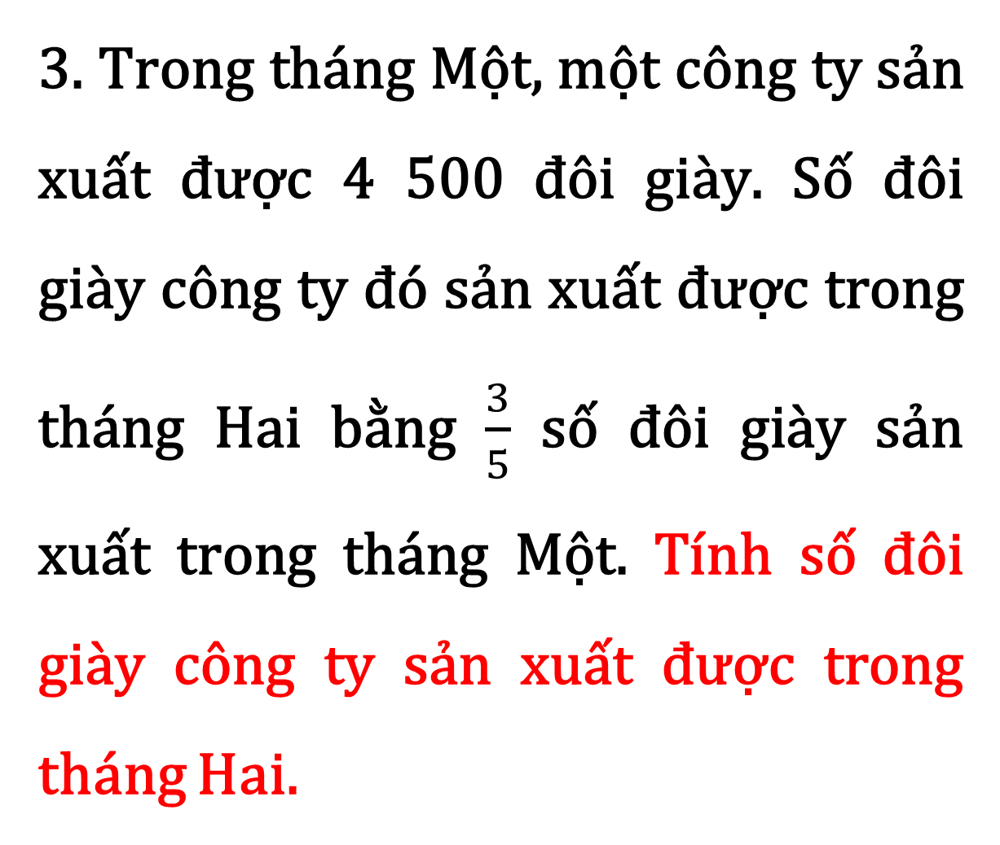 3. Trong tháng Một, một công ty sản
xuất được 4 500 đôi giày. Số đôi
giày công ty đó sản xuất được trong
tháng Hai bằng 3/5 số đôi giày sản
xuất trong tháng Một. Tính số đôi
giày công ty sản xuất được trong
tháng Hai.